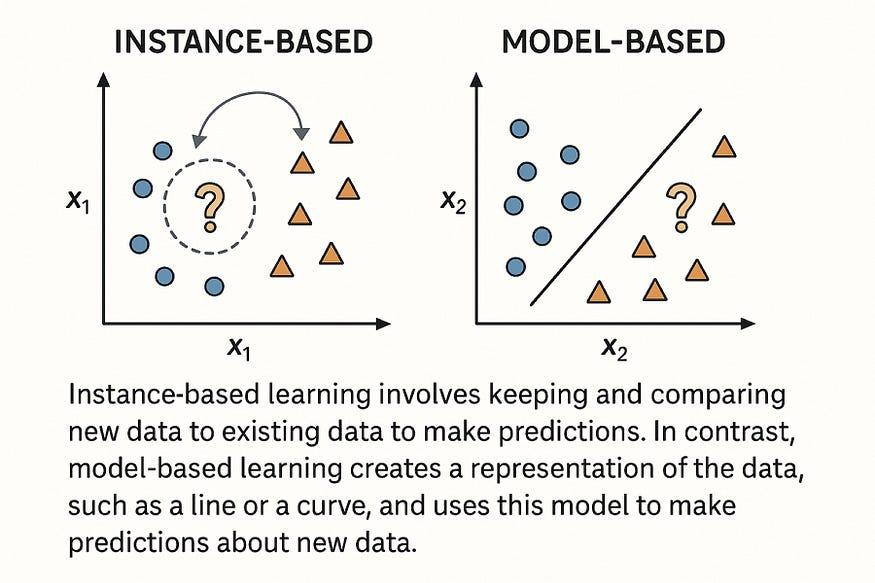 INSTANCE-BASED
x₁
?
x₁
MODEL-BASED
x₂
?
x₂
Instance-based learning involves keeping and comparing
new data to existing data to make predictions. In contrast,
model-based learning creates a representation of the data,
such as a line or a curve, and uses this model to make
predictions about new data.